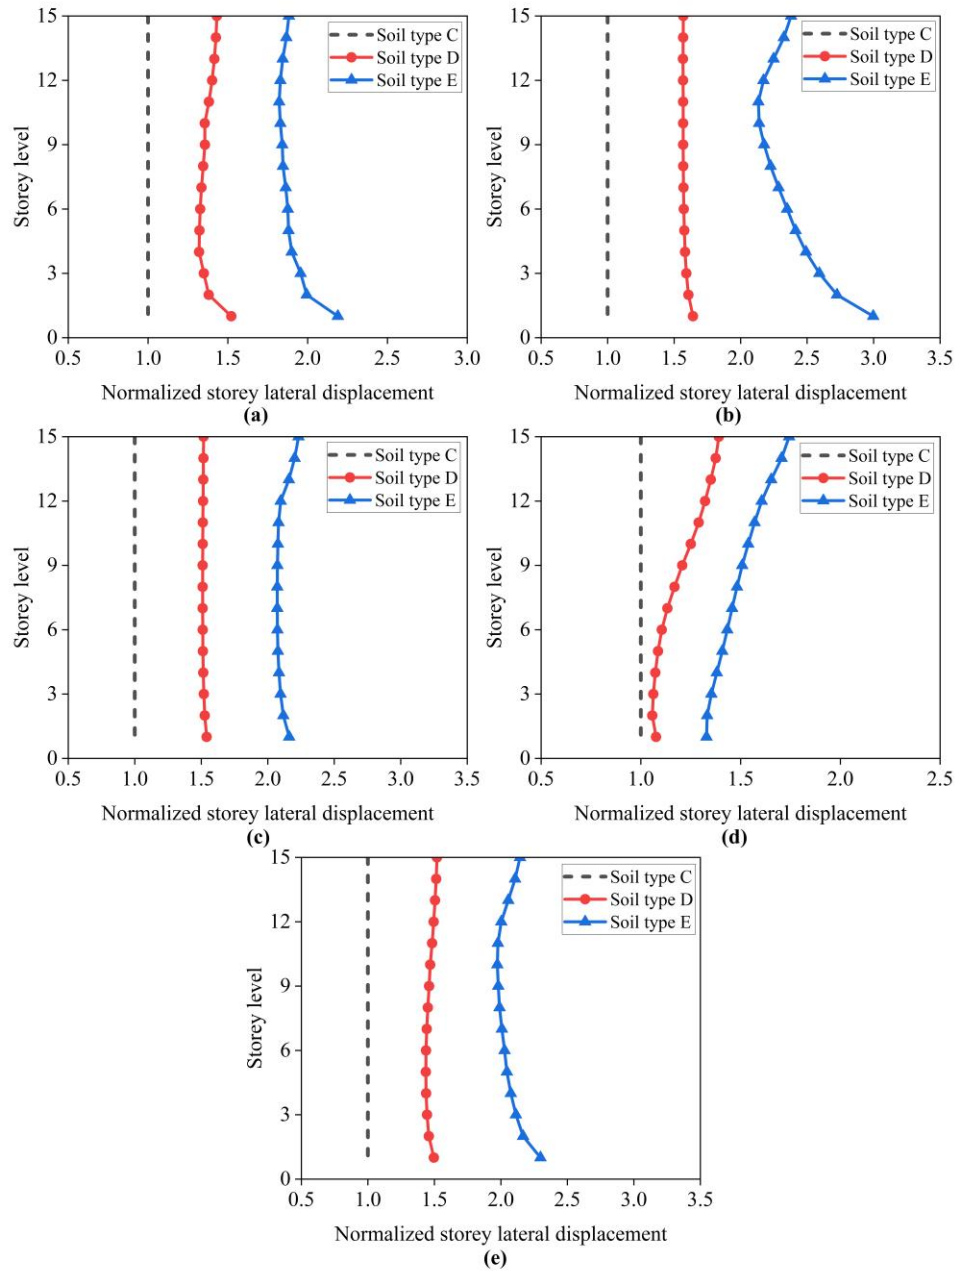 15
12
9
6
3
0
Storey level
Soil type C
Soil type D
Soil type E
0.5 1.0 1.5 2.0 2.5 3.0
Normalized storey lateral displacement
(a)
15
12
9
6
3
0
Storey level
Soil type C
Soil type D
Soil type E
0.5 1.0 1.5 2.0 2.5 3.0 3.5
Normalized storey lateral displacement
(b)
15
12
9
6
3
0
Storey level
Soil type C
Soil type D
Soil type E
0.5 1.0 1.5 2.0 2.5 3.0 3.5
Normalized storey lateral displacement
(c)
15
12
9
6
3
0
Storey level
Soil type C
Soil type D
Soil type E
0.5 1.0 1.5 2.0 2.5
Normalized storey lateral displacement
(d)
15
12
9
6
3
0
Storey level
Soil type C
Soil type D
Soil type E
0.5 1.0 1.5 2.0 2.5 3.0 3.5
Normalized storey lateral displacement
(e)